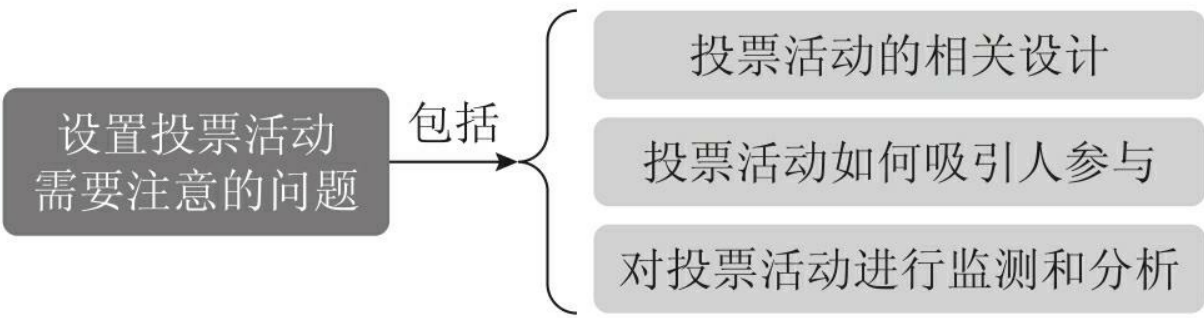 设置投票活动
需要注意的问题
包括
投票活动的相关设计
投票活动如何吸引人参与
对投票活动进行监测和分析